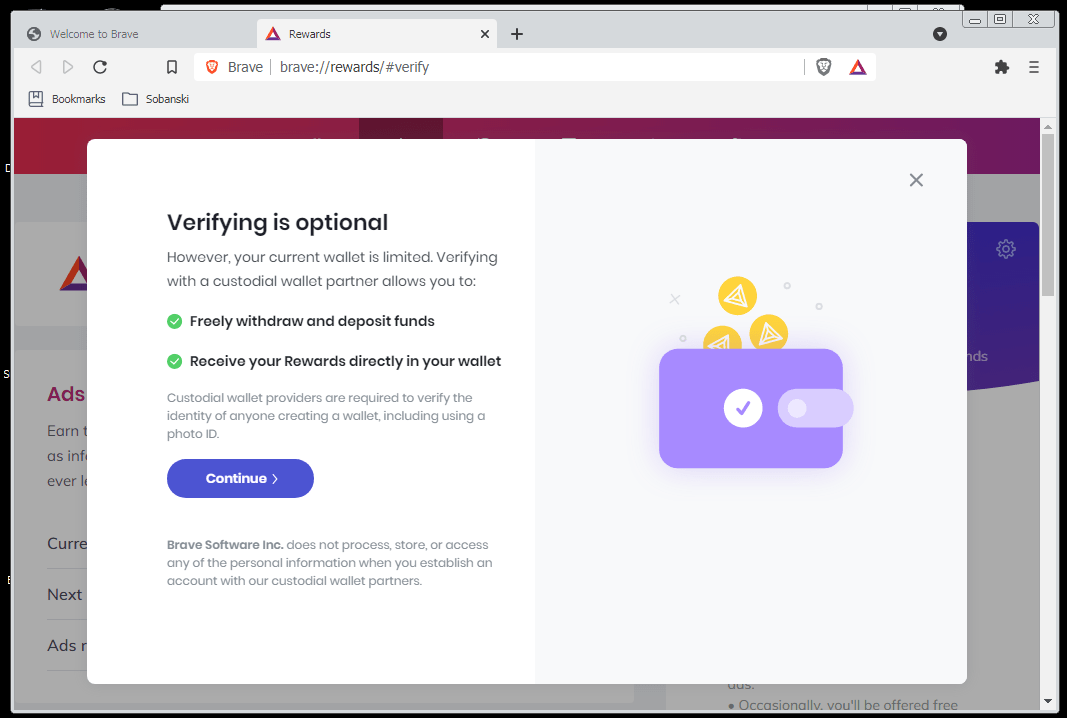 Welcome to Brave
Rewards
Brave | brave://rewards/#verify
Bookmarks
Sobanski
Verifying is optional
However, your current wallet is limited. Verifying
with a custodial wallet partner allows you to:
Freely withdraw and deposit funds
Receive your Rewards directly in your wallet
Custodial wallet providers are required to verify the
identity of anyone creating a wallet, including using a
photo ID.
Continue
Brave Software Inc. does not process, store, or access
any of the personal information when you establish an
account with our custodial wallet partners.
Ads
Earn t
as info
ever le
Curre
Next
Ads r
nds
ads.
• Occasionally, you'll be offered free